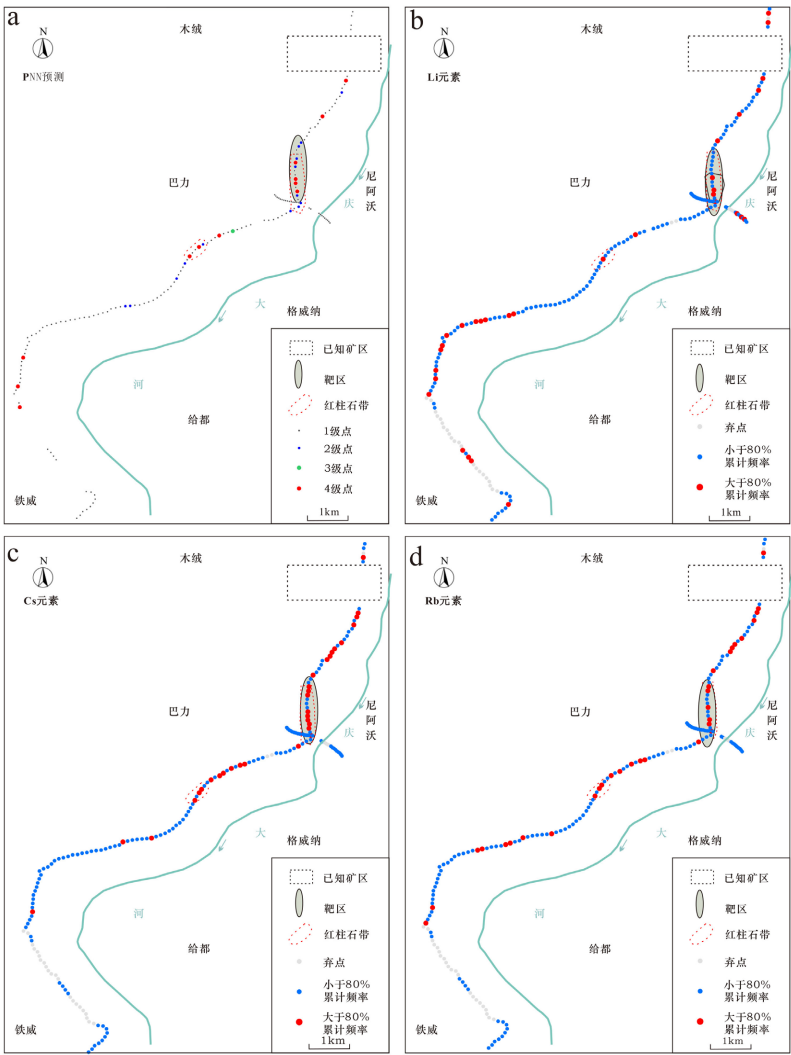 a
N
PNN预测
木绒
巴力
尼阿沃
庆
大
河
格威纳
给都
铁威
已知矿区
靶区
红柱石带
1级点
2级点
3级点
4级点
1km
b
N
Li元素
木绒
巴力
尼阿沃
庆
大
河
格威纳
给都
铁威
已知矿区
靶区
红柱石带
弃点
小于80%
累计频率
大于80%
累计频率
1km
c
N
Cs元素
木绒
巴力
尼阿沃
庆
大
河
格威纳
给都
铁威
已知矿区
靶区
红柱石带
弃点
小于80%
累计频率
大于80%
累计频率
1km
d
N
Rb元素
木绒
巴力
尼阿沃
庆
大
河
格威纳
给都
铁威
已知矿区
靶区
红柱石带
弃点
小于80%
累计频率
大于80%
累计频率
1km